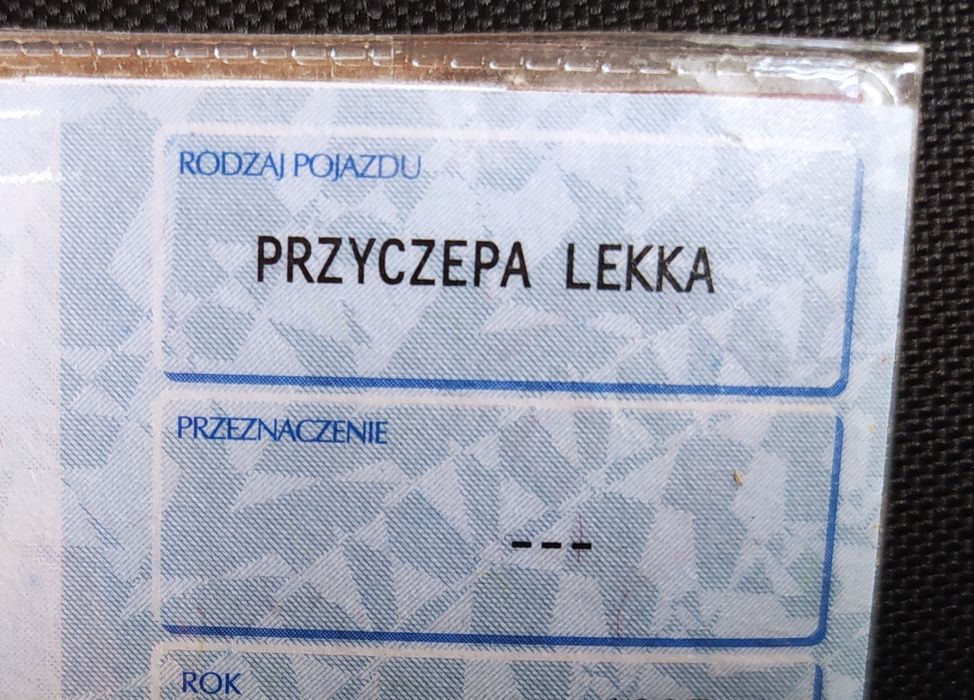 RODZAJ POJAZDU
PRZYCZEPA LEKKA
PRZEZNACZENIE
---
ROK